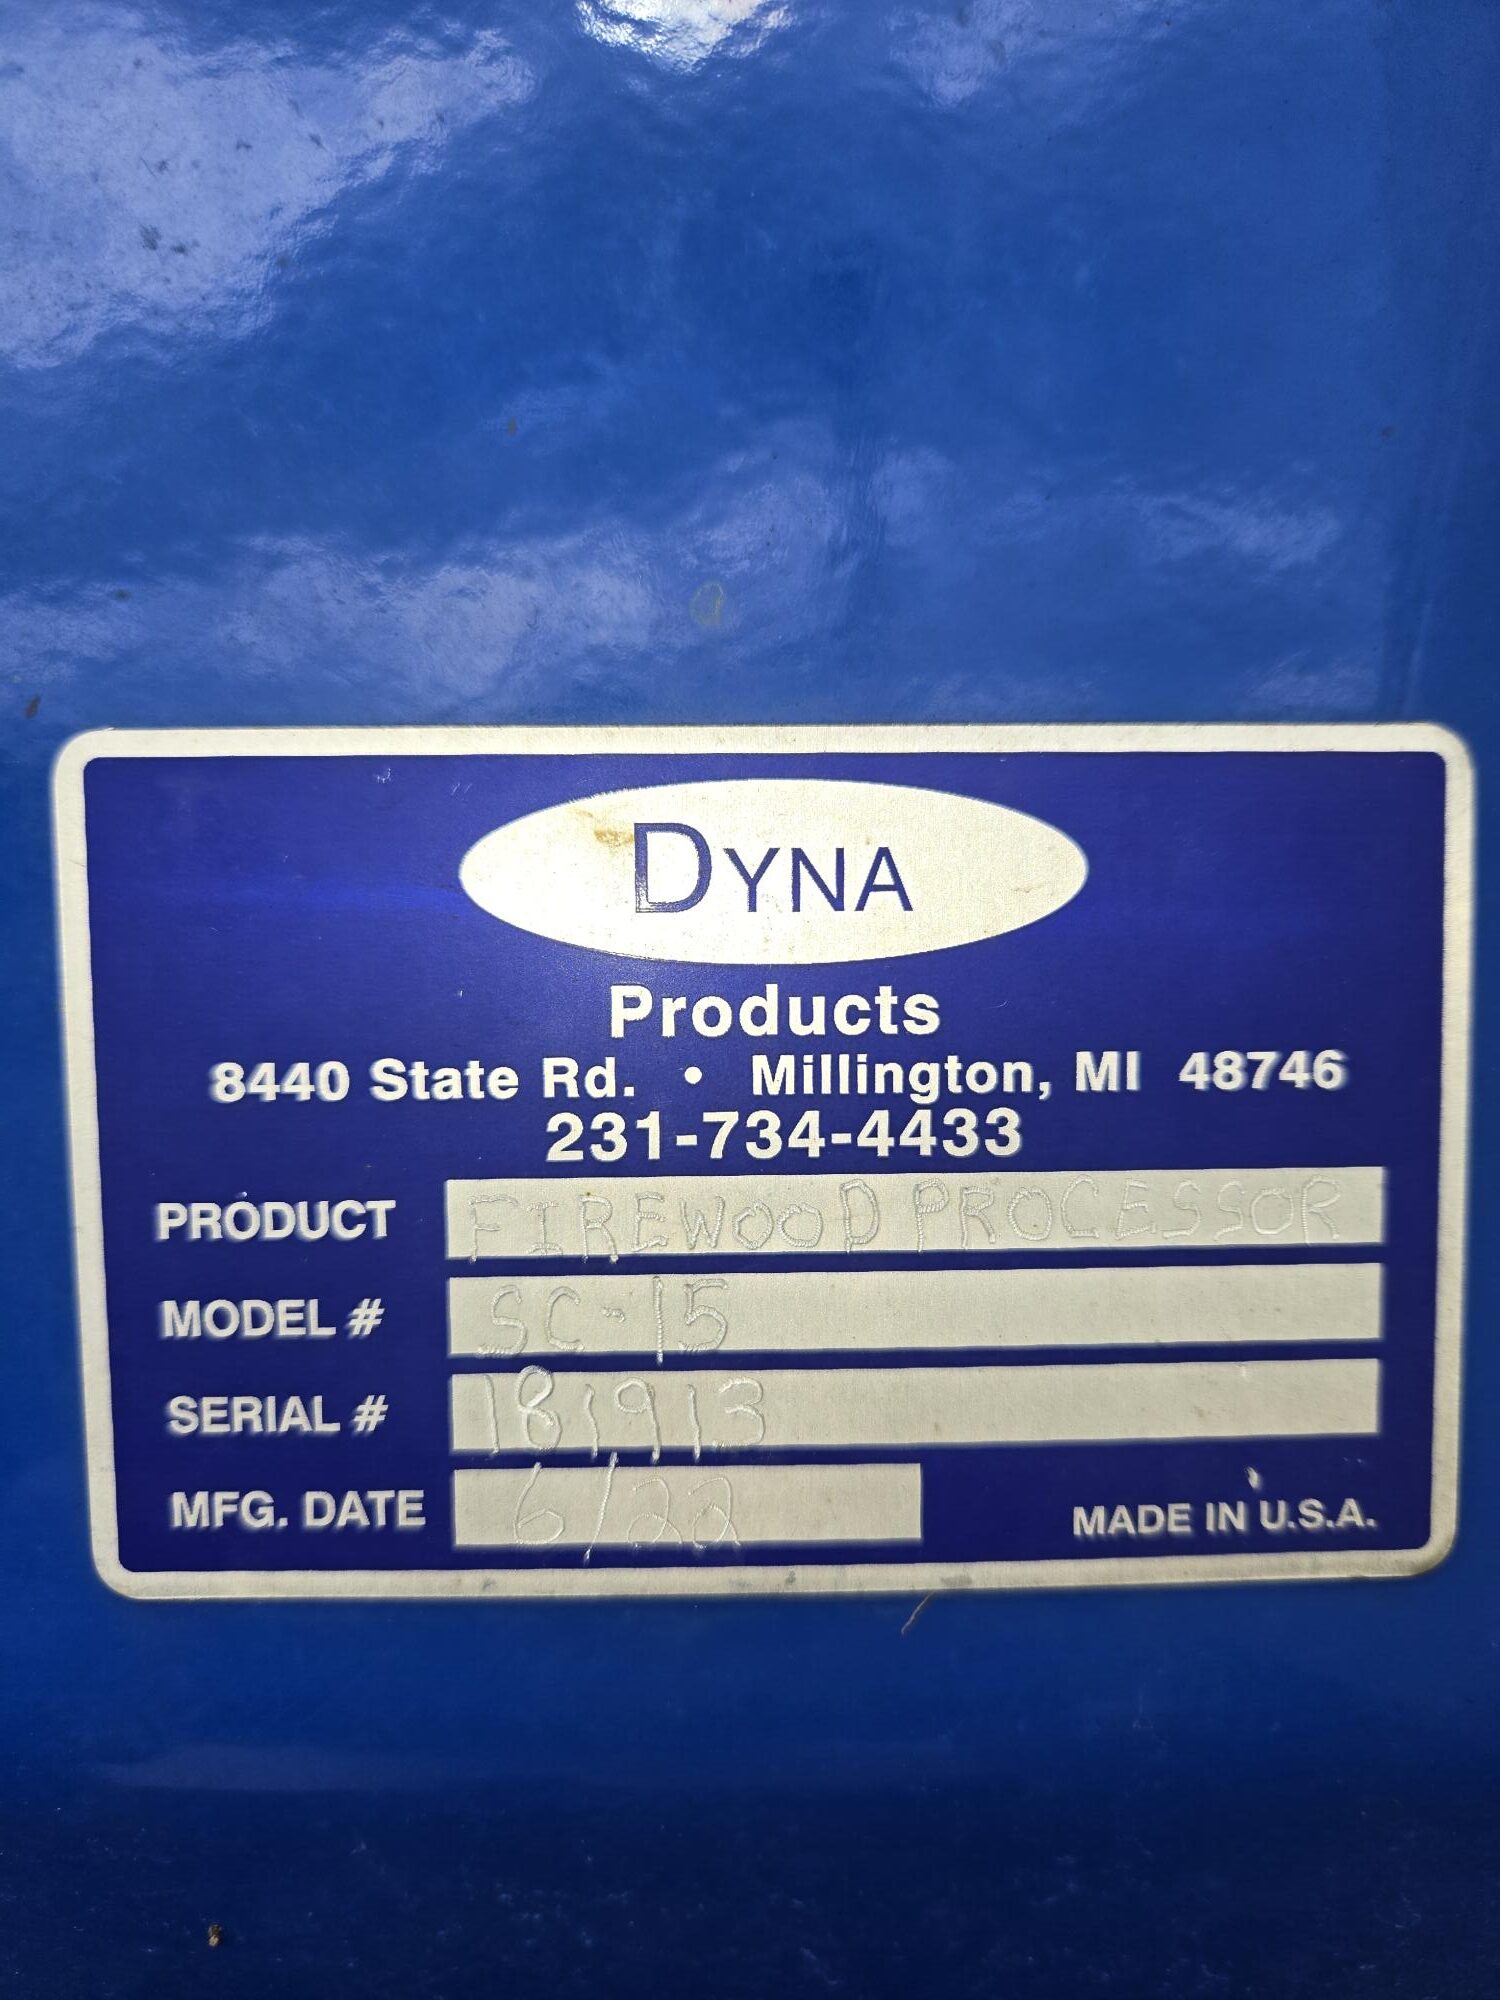 DYNA
Products
8440 State Rd. • Millington, MI 48746
231-734-4433
PRODUCT FIREWOOD PROCESSOR
MODEL # SC-15
SERIAL # 181913
MFG. DATE 6/22 MADE IN U.S.A.